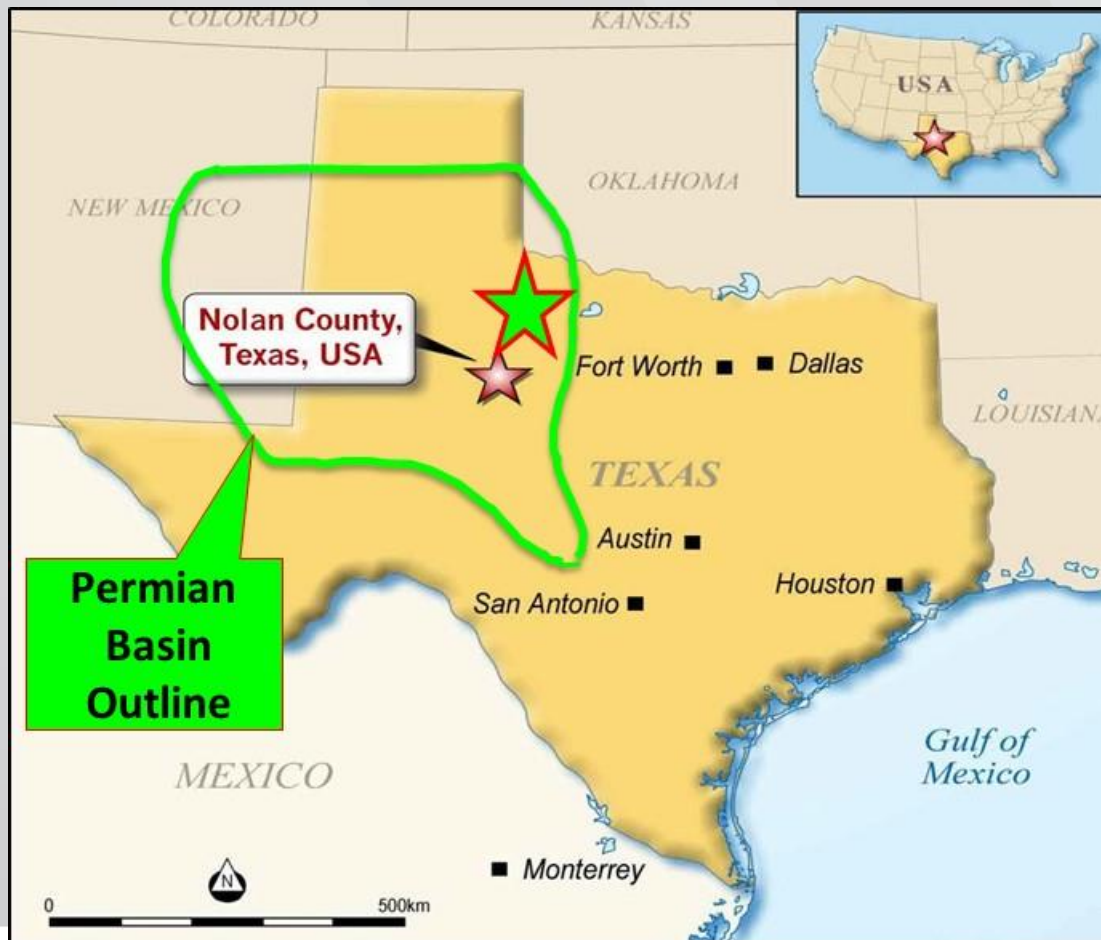 COLORADO
KANSAS
USA
OKLAHOMA
NEW MEXICO
Nolan County,
Texas, USA
Fort Worth
Dallas
LOUISIANA
TEXAS
Austin
Houston
San Antonio
Permian
Basin
Outline
Gulf of
Mexico
MEXICO
Monterrey
N
0
500km